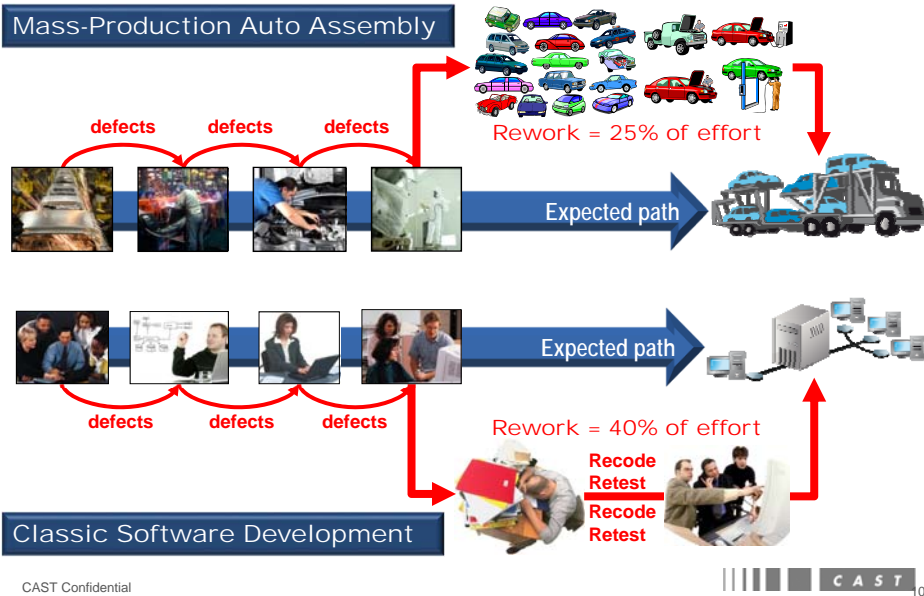 Mass-Production Auto Assembly
defects
defects
defects
Rework = 25% of effort
Expected path
Expected path
defects
defects
defects
Rework = 40% of effort
Recode
Retest
Recode
Retest
Classic Software Development
CAST Confidential
CAST
10